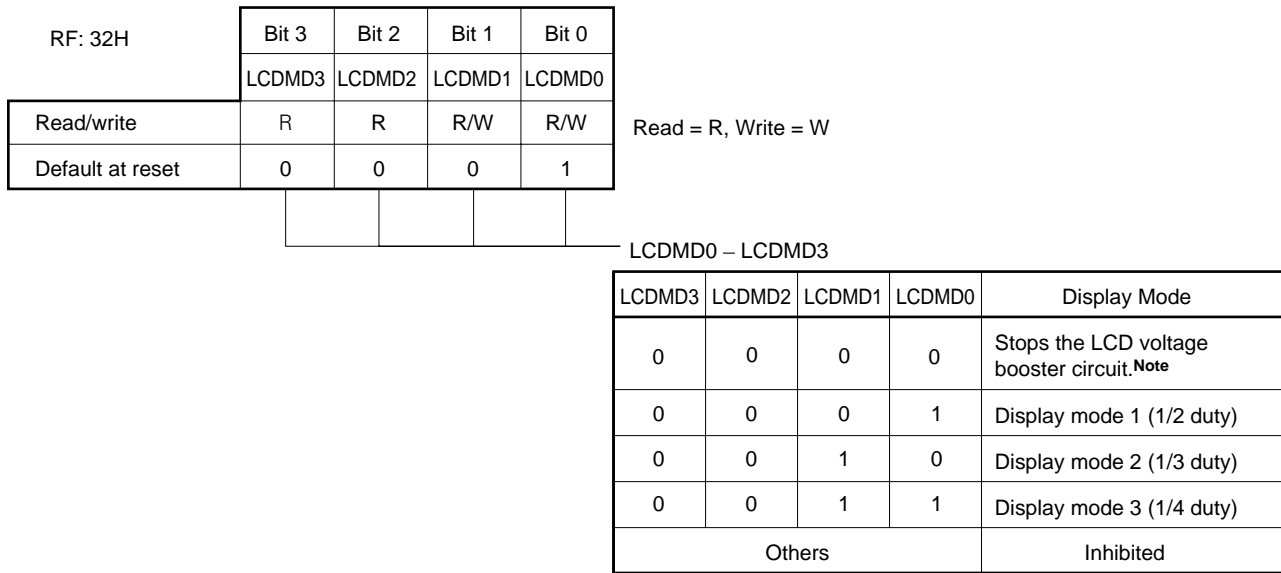 RF: 32H
Bit 3 Bit 2 Bit 1 Bit 0
LCDMD3 LCDMD2 LCDMD1 LCDMD0
Read/write R R R/W R/W
Read = R, Write = W
Default at reset 0 0 0 1
LCDMD0 – LCDMD3
LCDMD3 LCDMD2 LCDMD1 LCDMD0 Display Mode
0 0 0 0 Stops the LCD voltage
booster circuit.Note
0 0 0 1 Display mode 1 (1/2 duty)
0 0 1 0 Display mode 2 (1/3 duty)
0 0 1 1 Display mode 3 (1/4 duty)
Others Inhibited